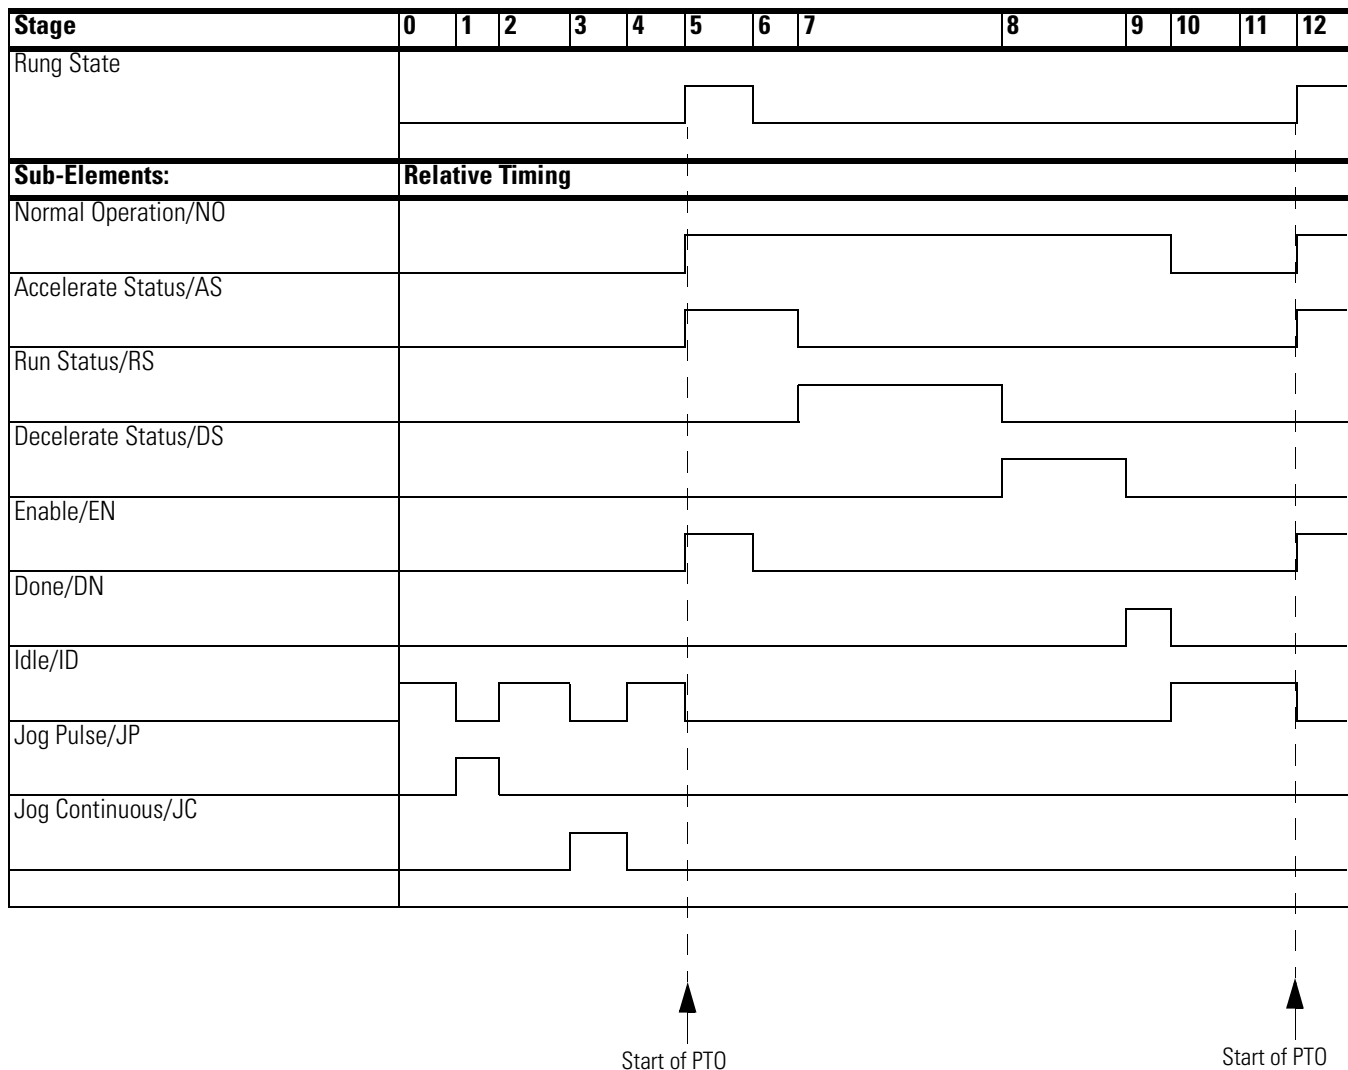 Stage 0 1 2 3 4 5 6 7 8 9 10 11 12
Rung State
Sub-Elements: Relative Timing
Normal Operation/NO
Accelerate Status/AS
Run Status/RS
Decelerate Status/DS
Enable/EN
Done/DN
Idle/ID
Jog Pulse/JP
Jog Continuous/JC
Start of PTO Start of PTO